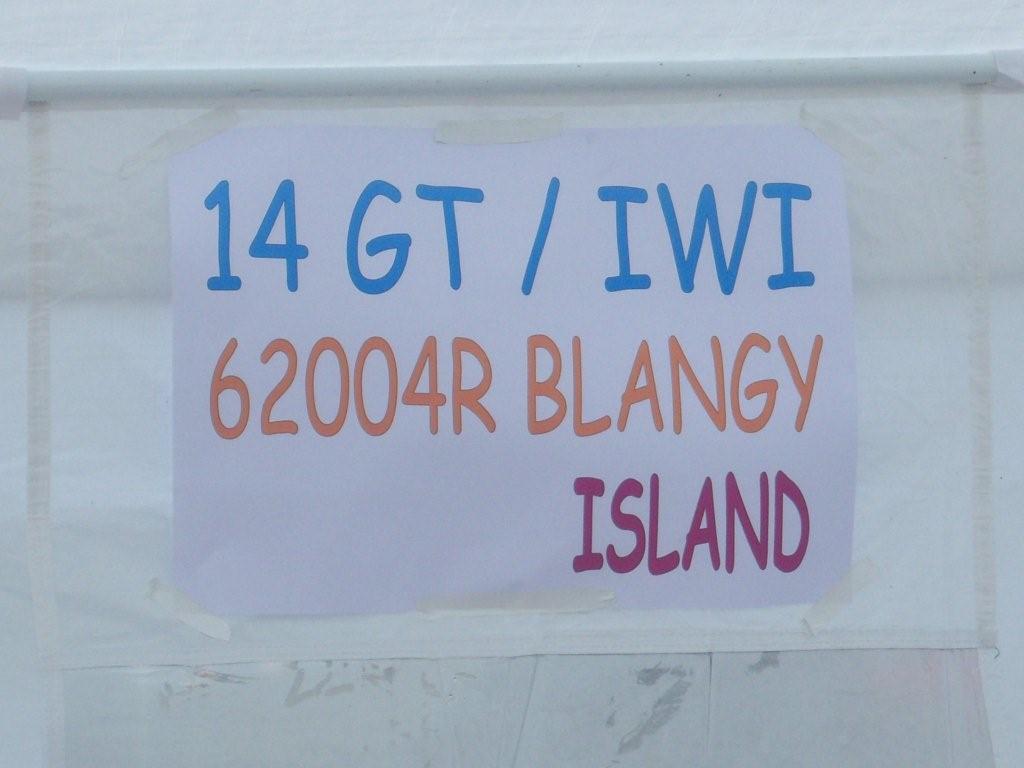 14 GT / IWI
62004R BLANGY
ISLAND